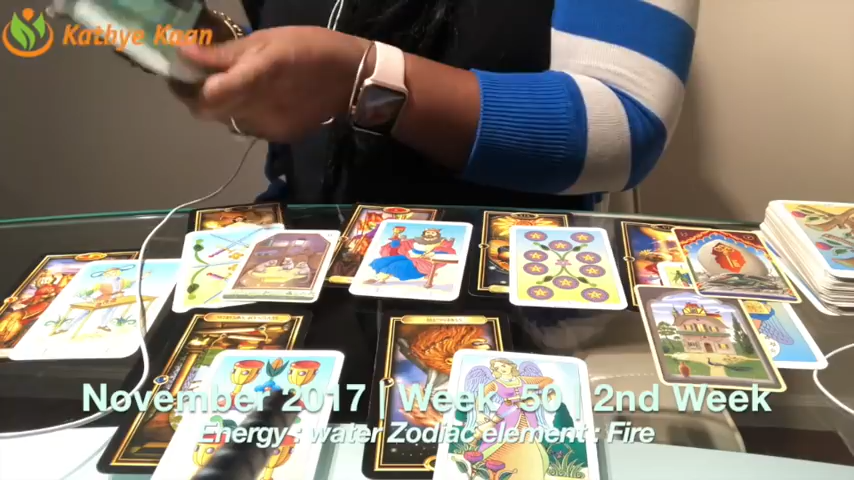 Kathye Kaan
November 2017 | Week 50 | 2nd Week
Energy : water Zodiac element : Fire